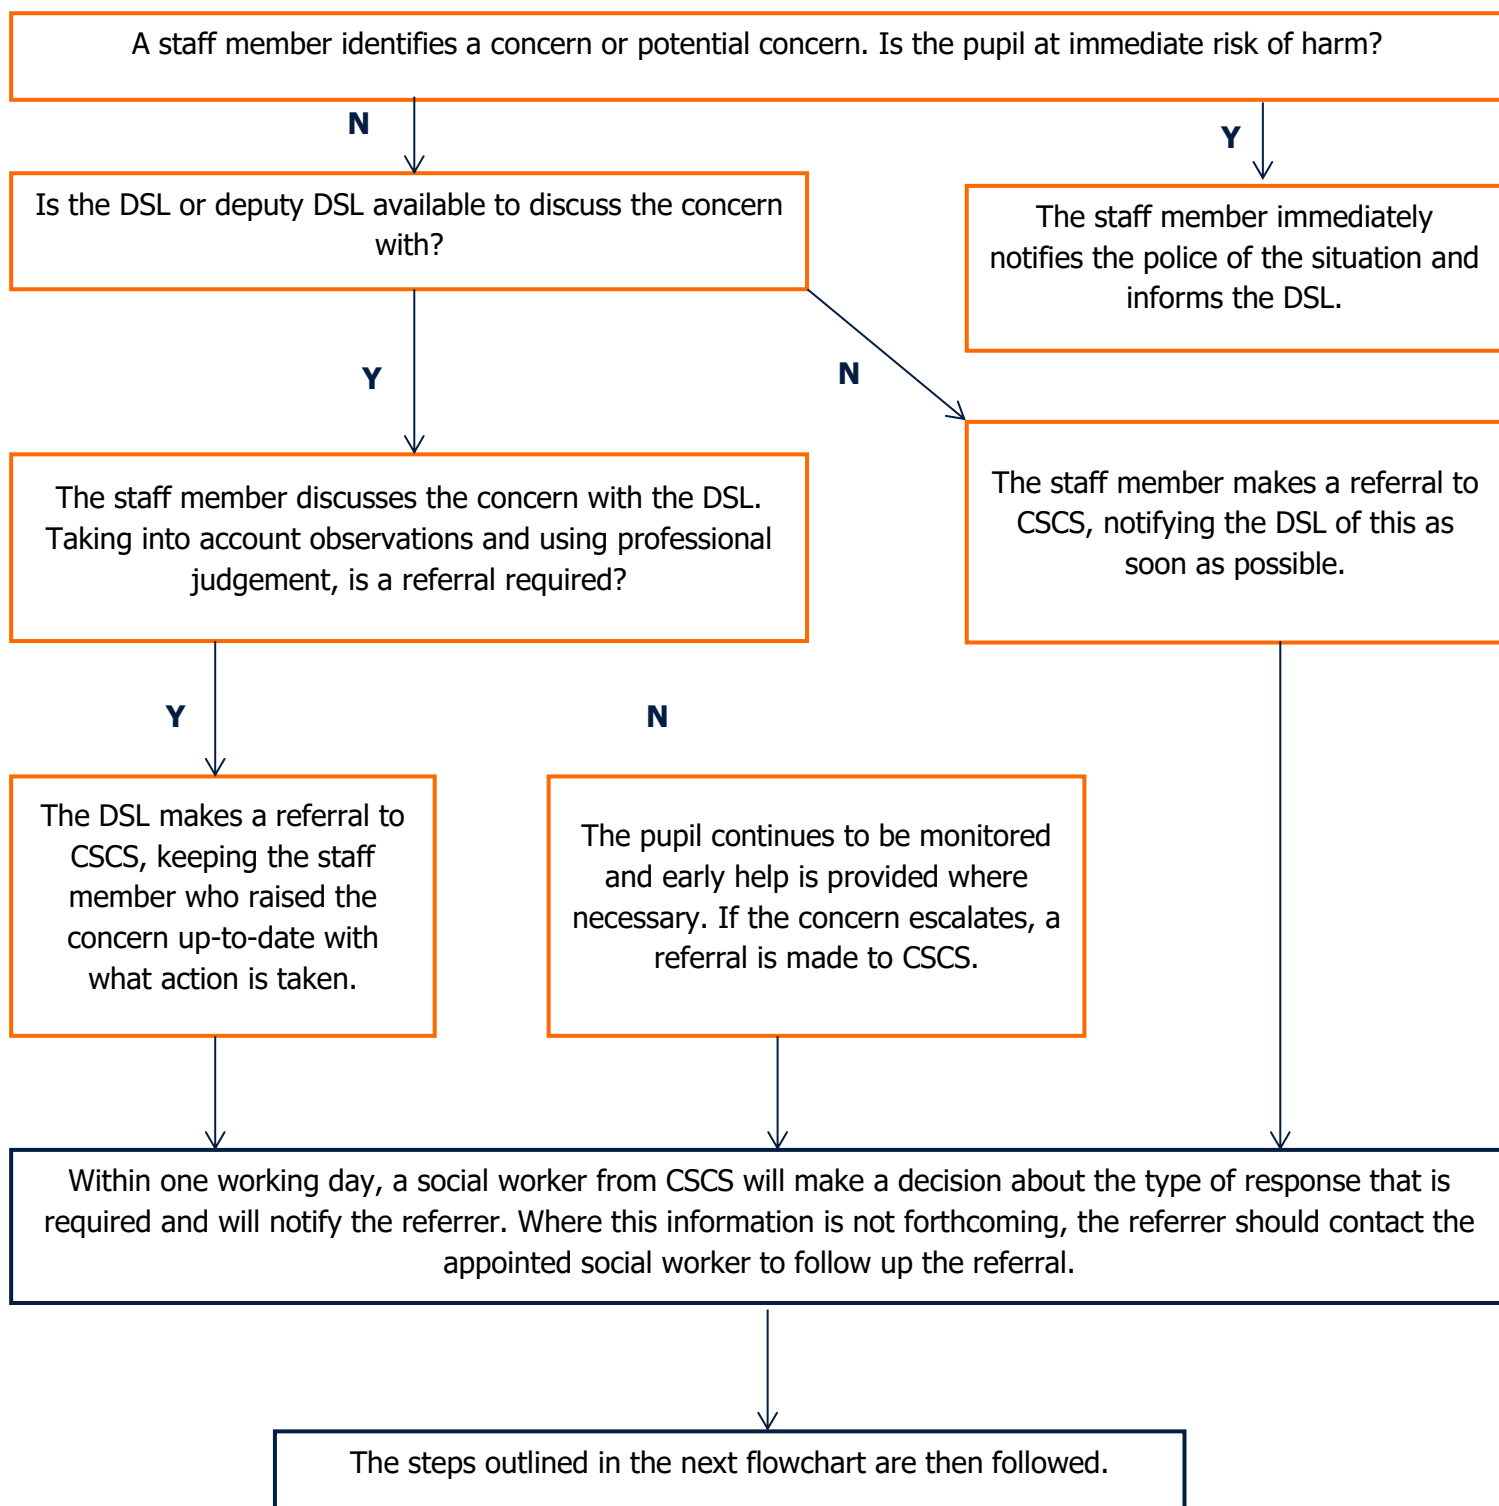 A staff member identifies a concern or potential concern. Is the pupil at immediate risk of harm?
N
Y
Is the DSL or deputy DSL available to discuss the concern
with?
The staff member immediately
notifies the police of the situation and
informs the DSL.
Y
N
The staff member discusses the concern with the DSL.
Taking into account observations and using professional
judgement, is a referral required?
The staff member makes a referral to
CSCS, notifying the DSL of this as
soon as possible.
Y
N
The DSL makes a referral to
CSCS, keeping the staff
member who raised the
concern up-to-date with
what action is taken.
The pupil continues to be monitored
and early help is provided where
necessary. If the concern escalates, a
referral is made to CSCS.
Within one working day, a social worker from CSCS will make a decision about the type of response that is
required and will notify the referrer. Where this information is not forthcoming, the referrer should contact the
appointed social worker to follow up the referral.
The steps outlined in the next flowchart are then followed.